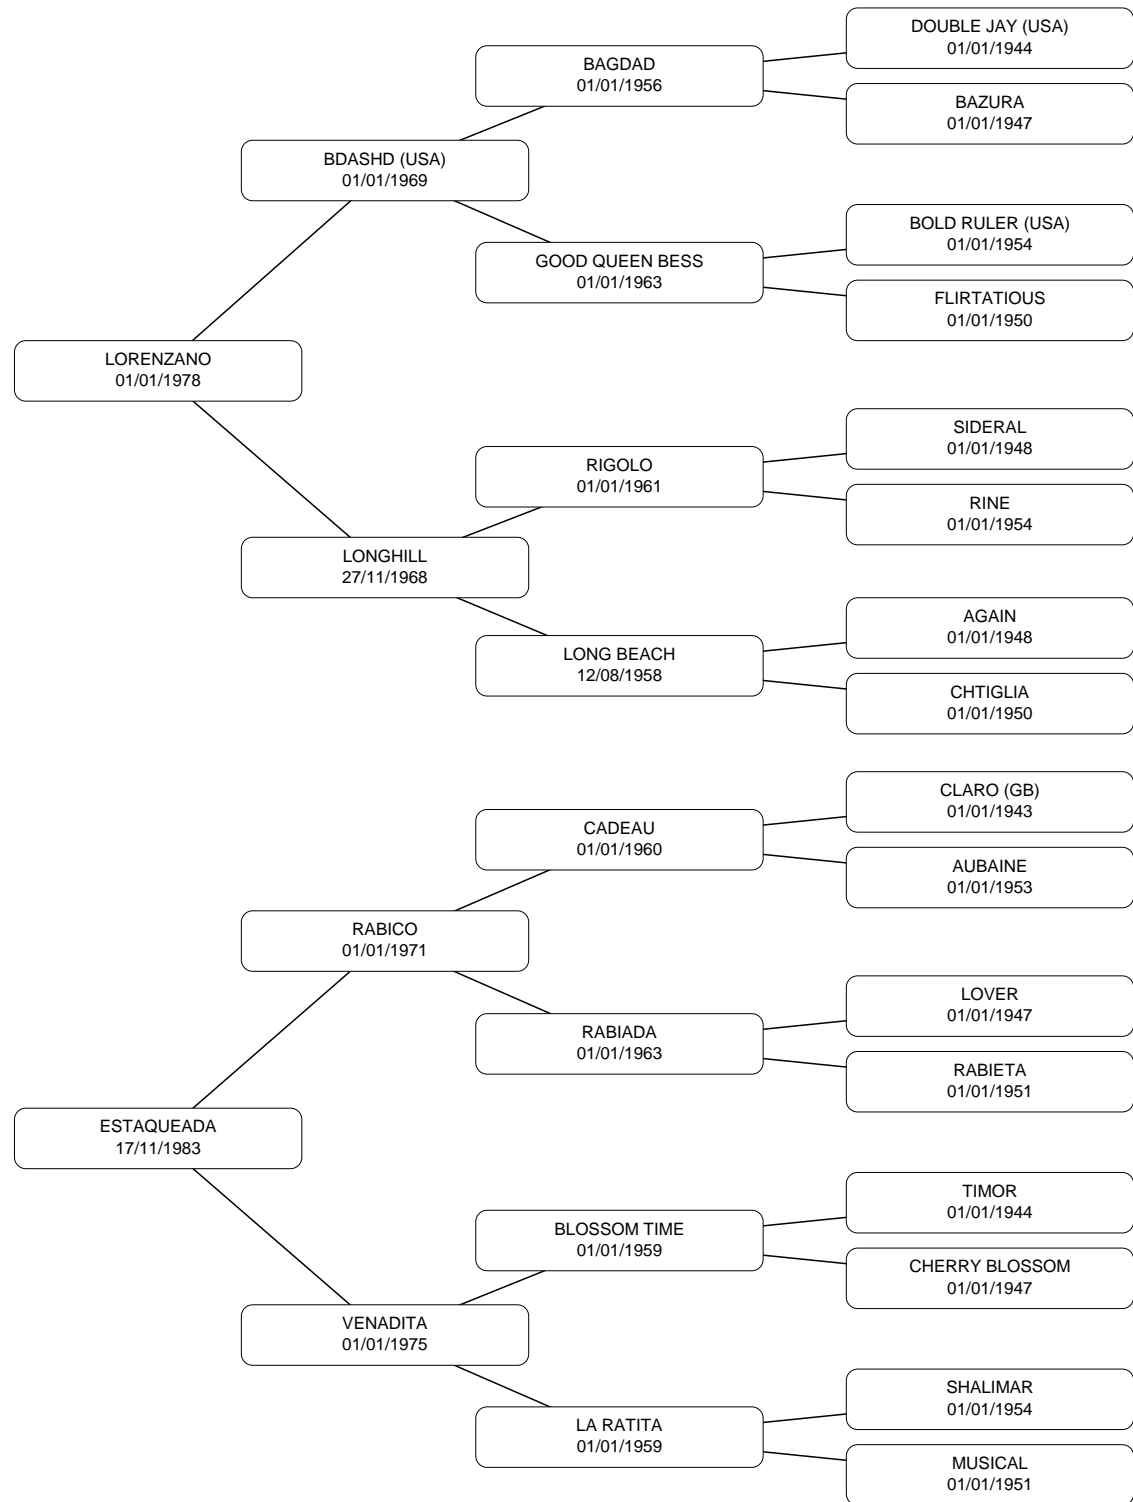 DOUBLE JAY (USA)
01/01/1944
BAGDAD
01/01/1956
BAZURA
01/01/1947
BDASHD (USA)
01/01/1969
BOLD RULER (USA)
01/01/1954
GOOD QUEEN BESS
01/01/1963
FLIRTATIOUS
01/01/1950
LORENZANO
01/01/1978
SIDERAL
01/01/1948
RIGOLO
01/01/1961
RINE
01/01/1954
LONGHILL
27/11/1968
AGAIN
01/01/1948
LONG BEACH
12/08/1958
CHTIGLIA
01/01/1950
CLARO (GB)
01/01/1943
CADEAU
01/01/1960
AUBAINE
01/01/1953
RABICO
01/01/1971
LOVER
01/01/1947
RABIADA
01/01/1963
RABIETA
01/01/1951
ESTAQUEADA
17/11/1983
TIMOR
01/01/1944
BLOSSOM TIME
01/01/1959
CHERRY BLOSSOM
01/01/1947
VENADITA
01/01/1975
SHALIMAR
01/01/1954
LA RATITA
01/01/1959
MUSICAL
01/01/1951